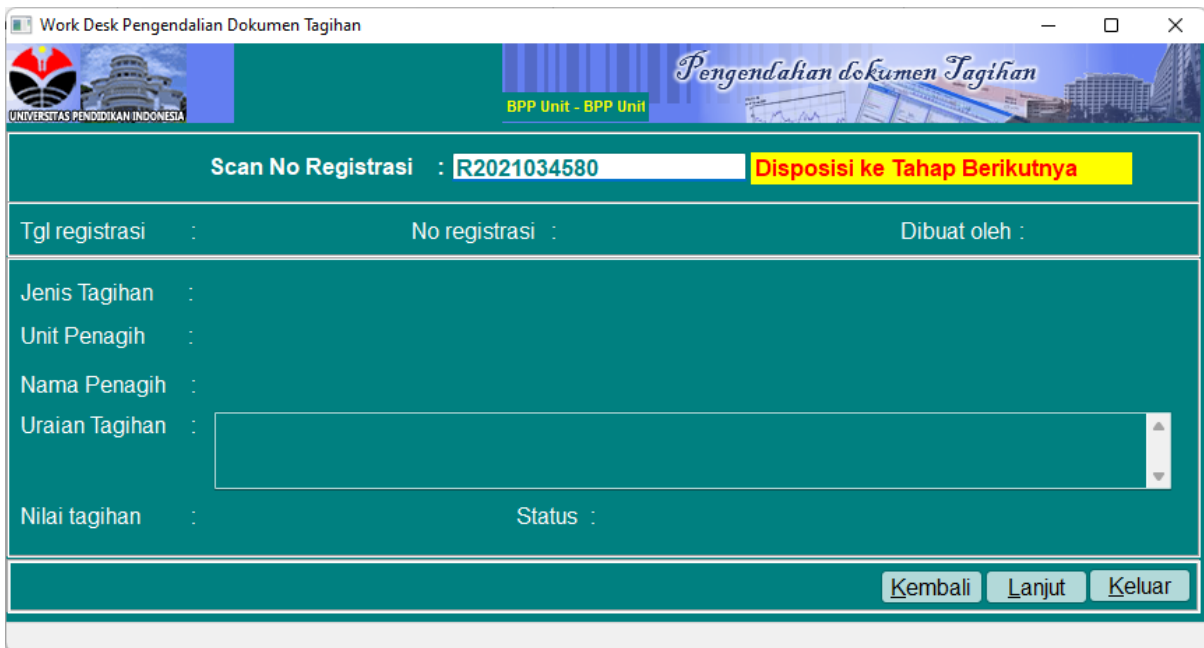 Work Desk Pengendalian Dokumen Tagihan
UNIVERSITAS PENDIDIKAN INDONESIA
BPP Unit - BPP Unit
Pengendalian dokumen Tagihan
Scan No Registrasi : R2021034580 Disposisi ke Tahap Berikutnya
Tgl registrasi : No registrasi : Dibuat oleh :
Jenis Tagihan :
Unit Penagih :
Nama Penagih :
Uraian Tagihan :
Nilai tagihan : Status :
Kembali Lanjut Keluar